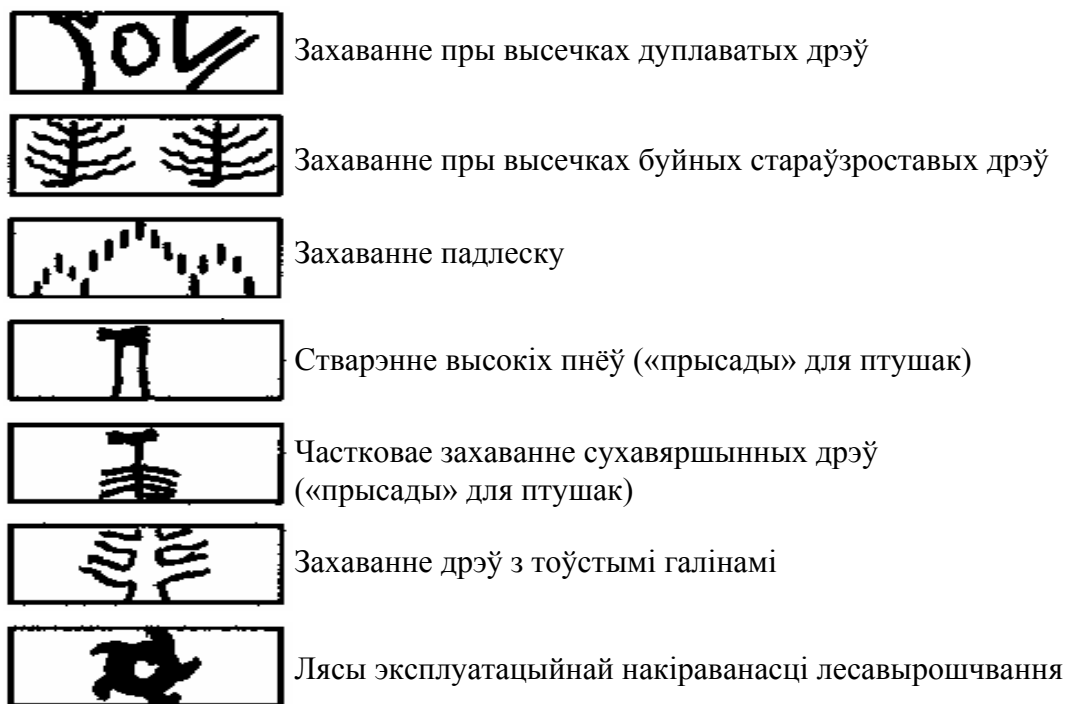 Захаванне пры высечках дуплаватых дрэў
Захаванне пры высечках буйных стараўзроставых дрэў
Захаванне падлеску
Стварэнне высокіх пнёў («прысады» для птушак)
Частковае захаванне сухавяршынных дрэў
(«прысады» для птушак)
Захаванне дрэў з тоўстымі галінамі
Лясы эксплуатацыйнай накіраванасці лесавырошчвання